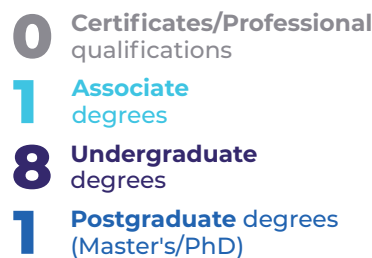 0 Certificates/Professional
qualifications
1 Associate
degrees
8 Undergraduate
degrees
1 Postgraduate degrees
(Master's/PhD)